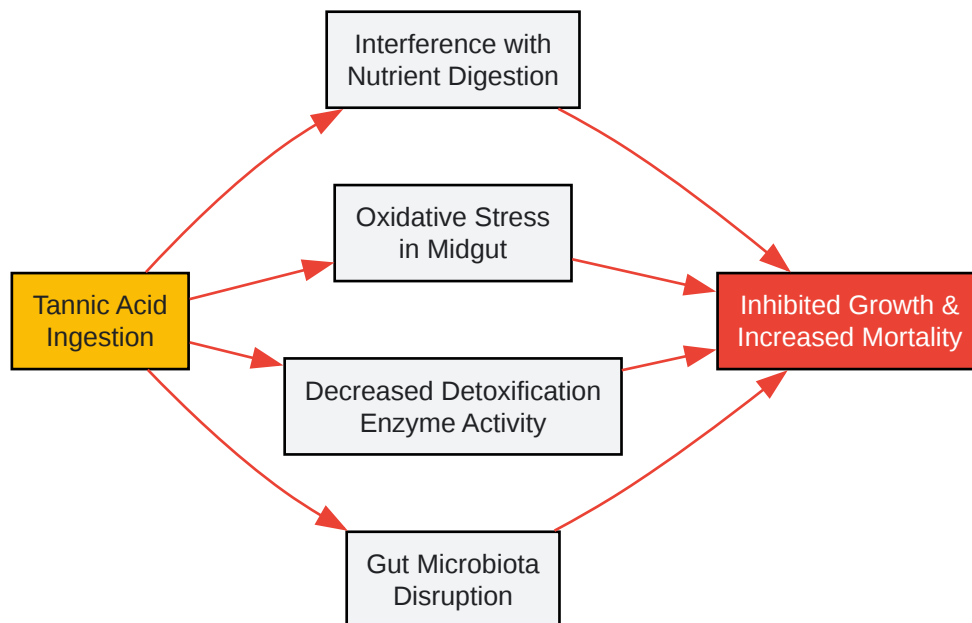 Interference with
Nutrient Digestion
Oxidative Stress
in Midgut
Tannic Acid
Ingestion
Inhibited Growth &
Increased Mortality
Decreased Detoxification
Enzyme Activity
Gut Microbiota
Disruption